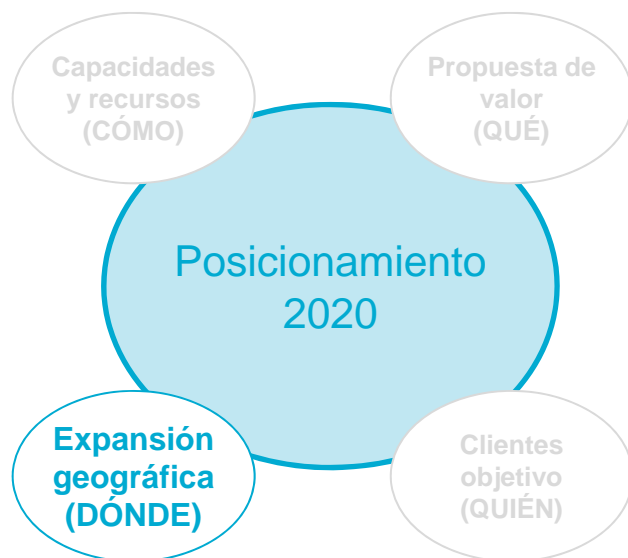 Capacidades
y recursos
(CÓMO)
Propuesta de
valor
(QUÉ)
Posicionamiento
2020
Expansión
geográfica
(DÓNDE)
Clientes
objetivo
(QUIÉN)